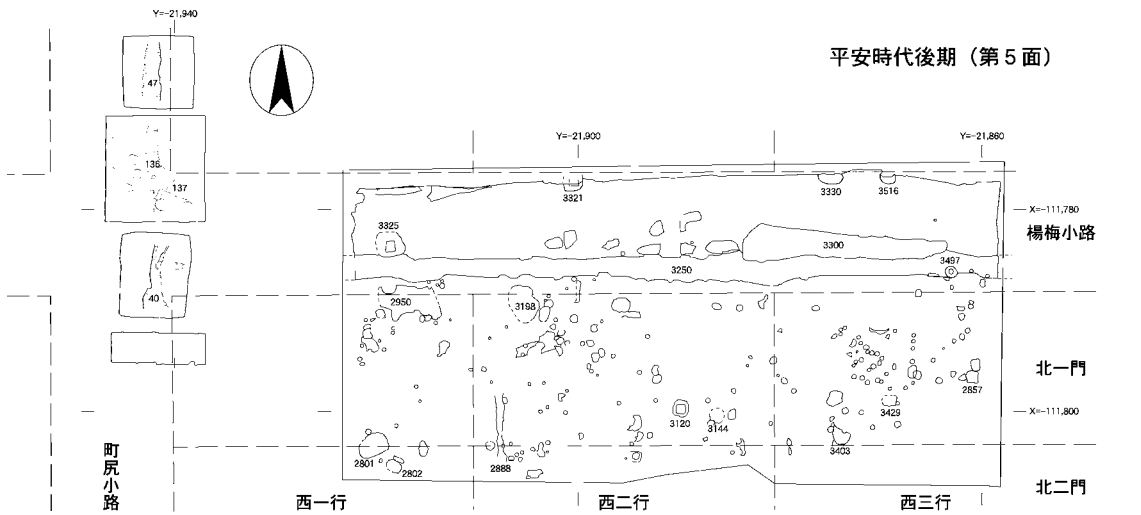 Y=-21,940
平安時代後期（第５面）
47
Y=-21,900
Y=-21,860
136
137
3321
3330
3516
X=-111,780
3325
楊梅小路
3300
3497
3250
40
2950
3198
北一門
2857
3429
X=-111,800
3120
3144
3403
2801
2802
2888
町尻小路
北二門
西一行
西二行
西三行